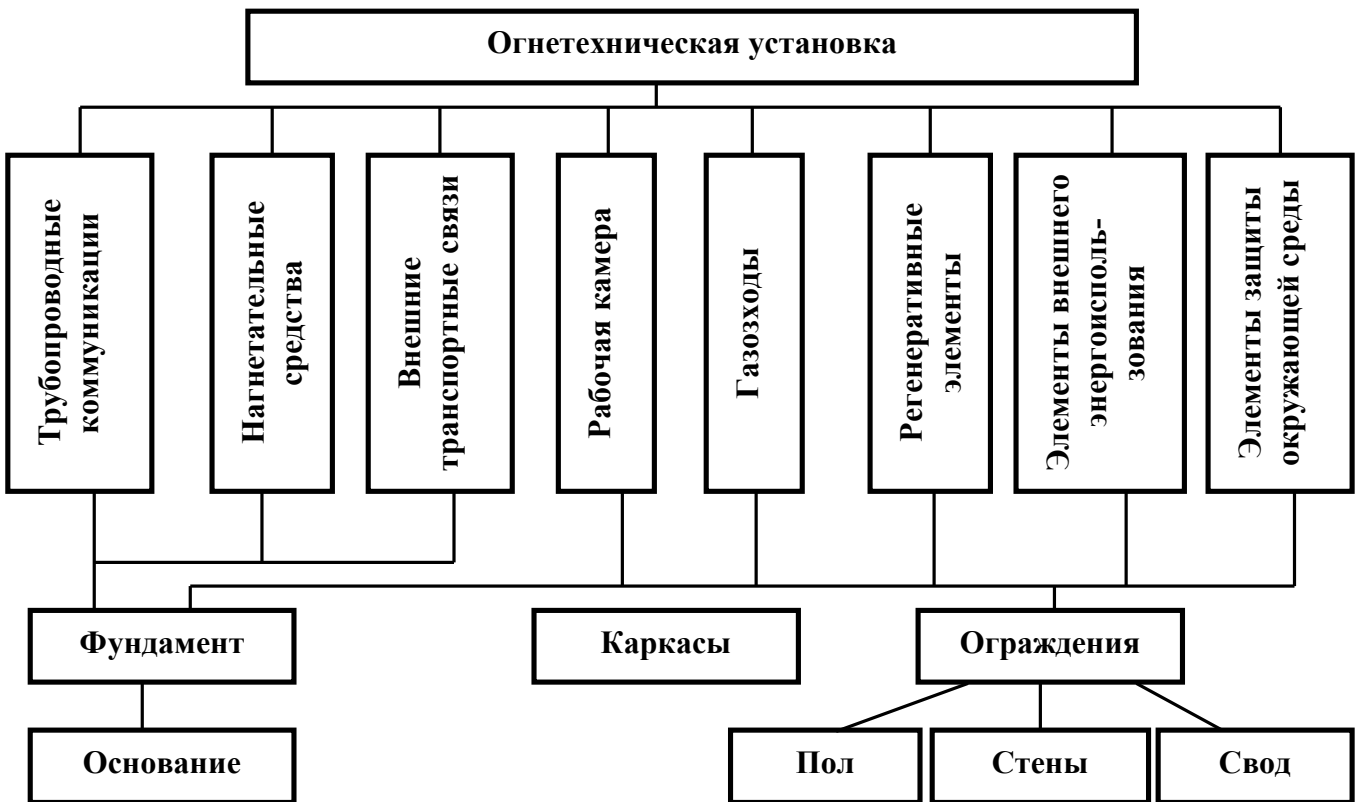 Огнетехническая установка
Трубопроводные
коммуникации
Нагнетательные
средства
Внешние
транспортные связи
Рабочая камера
Газозходы
Регенеративные
элементы
Элементы внешнего
энергоисполь-
зования
Элементы защиты
окружающей среды
Фундамент
Каркасы
Ограждения
Основание
Пол
Стены
Свод